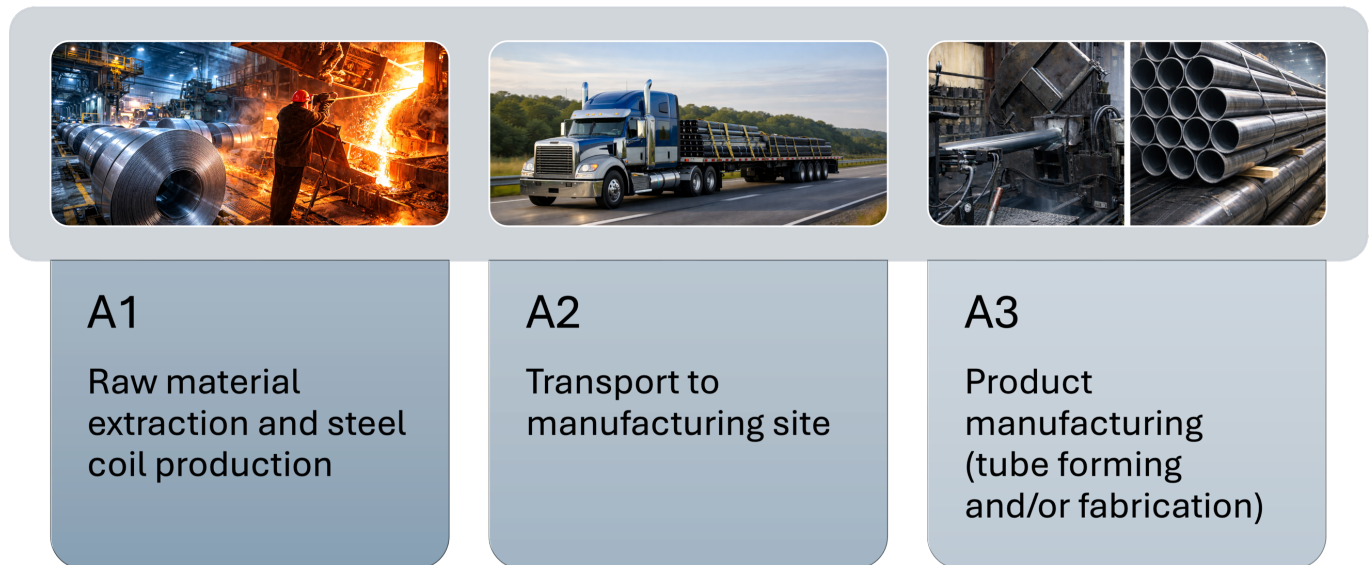 A1
Raw material
extraction and steel
coil production
A2
Transport to
manufacturing site
A3
Product
manufacturing
(tube forming
and/or fabrication)